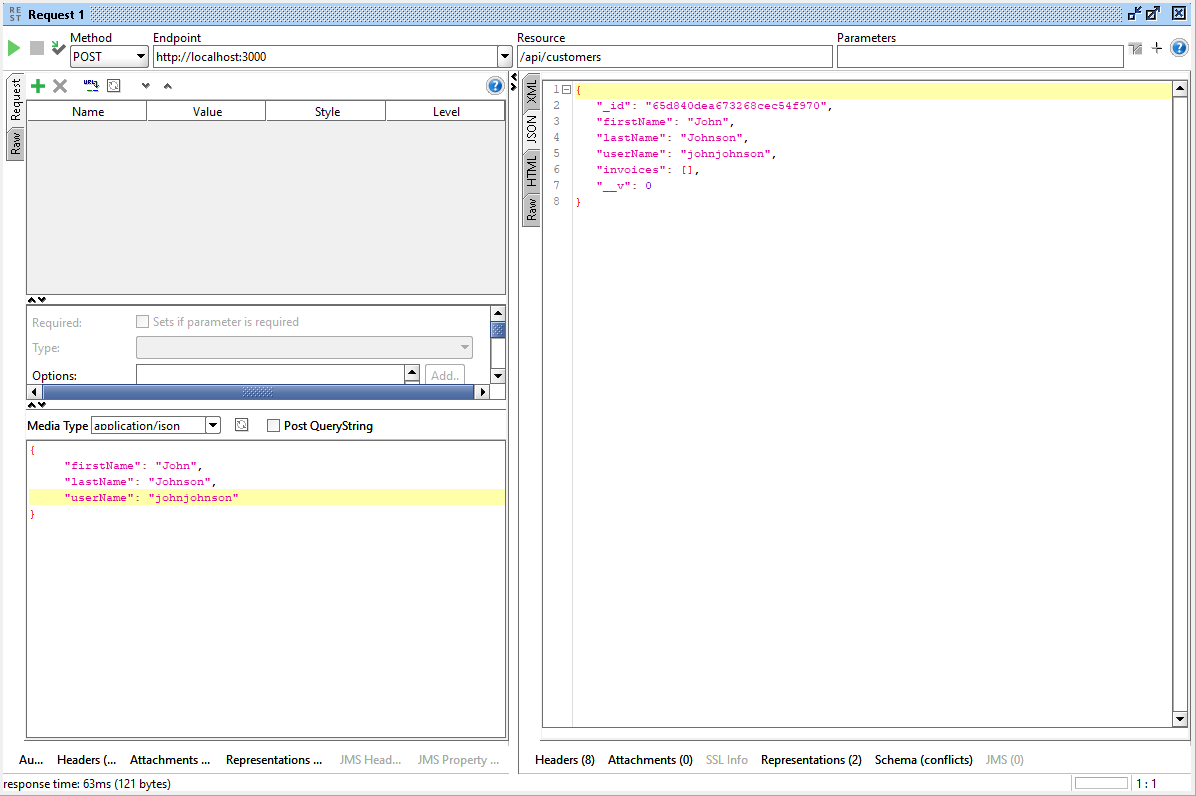 RE
ST
Request 1
Method
Endpoint
Resource
Parameters
POST
http://localhost:3000
/api/customers
Request
Raw
URL
Name Value Style Level
Required:
Sets if parameter is required
Type:
Options:
Add..
Media Type
application/json
Post QueryString
{
"firstName": "John",
"lastName": "Johnson",
"userName": "johnjohnson"
}
Au...
Headers (...
Attachments ...
Representations ...
JMS Head...
JMS Property ...
response time: 63ms (121 bytes)
XML
JSON
HTML
Raw
1 {
2 "_id": "65d840dea673268cec54f970",
3 "firstName": "John",
4 "lastName": "Johnson",
5 "userName": "johnjohnson",
6 "invoices": [],
7 "__v": 0
8 }
Headers (8)
Attachments (0)
SSL Info
Representations (2)
Schema (conflicts)
JMS (0)
1 : 1